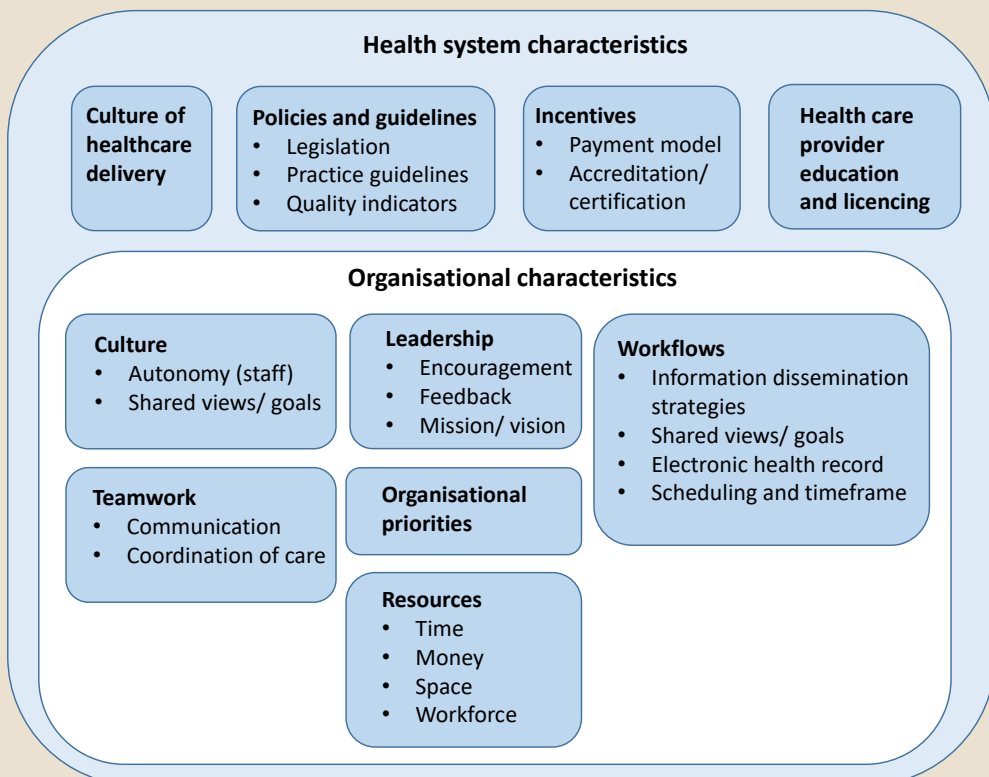 Health system characteristics
Culture of
healthcare
delivery
Policies and guidelines
• Legislation
• Practice guidelines
• Quality indicators
Incentives
• Payment model
• Accreditation/
certification
Health care
provider
education
and licencing
Organisational characteristics
Culture
• Autonomy (staff)
• Shared views/ goals
Leadership
• Encouragement
• Feedback
• Mission/ vision
Workflows
• Information dissemination
strategies
• Shared views/ goals
• Electronic health record
• Scheduling and timeframe
Teamwork
• Communication
• Coordination of care
Organisational
priorities
Resources
• Time
• Money
• Space
• Workforce